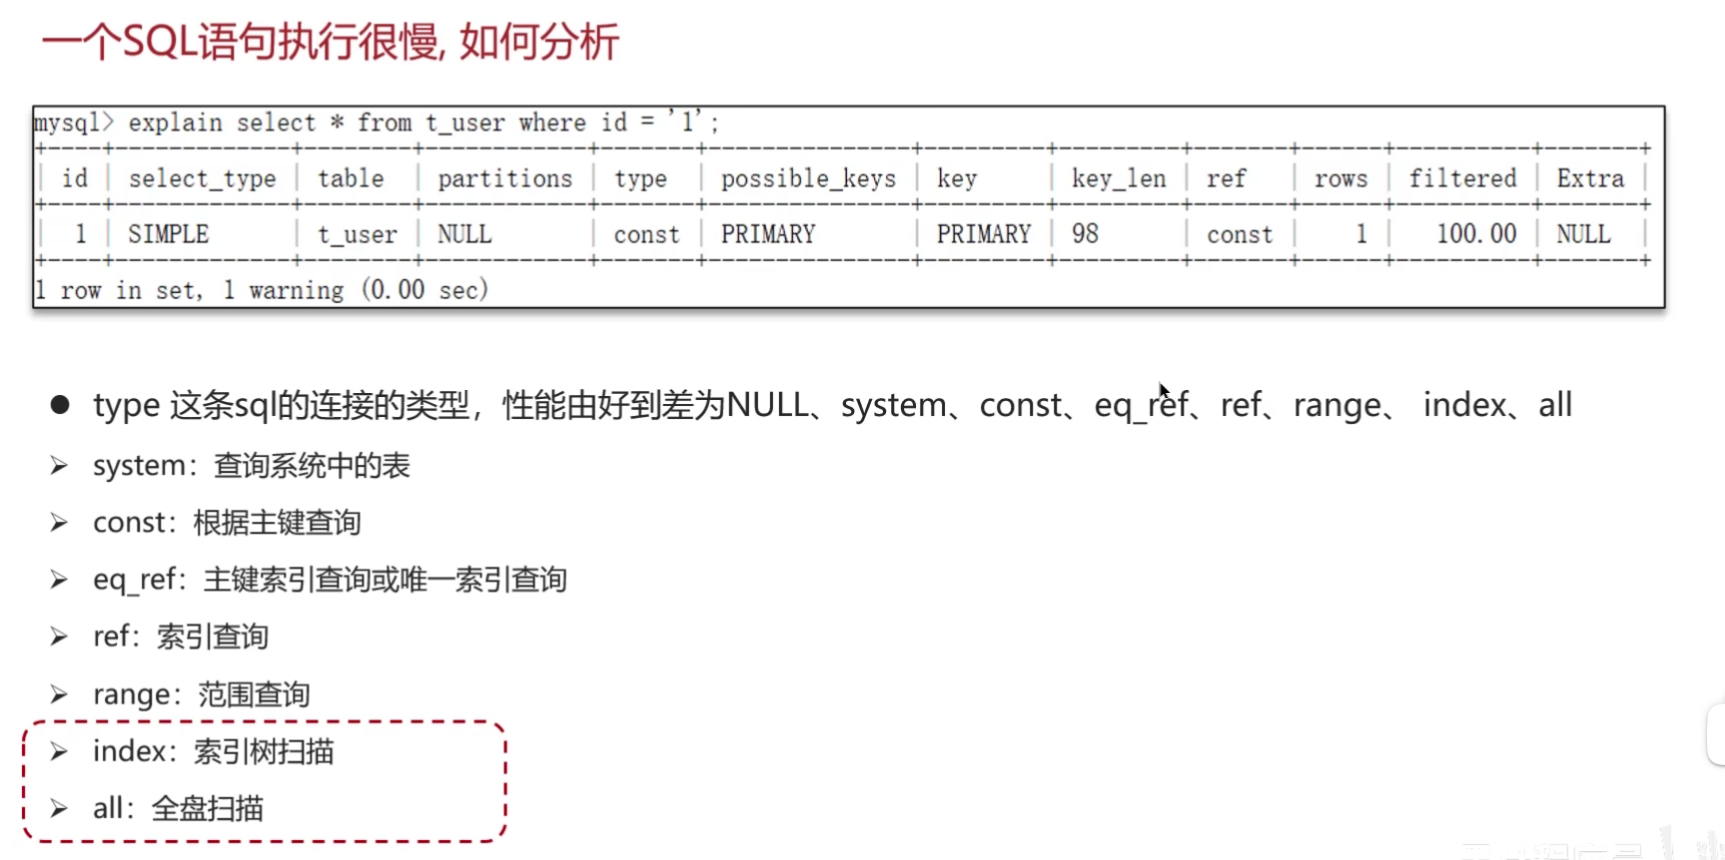 一个SQL语句执行很慢, 如何分析
mysql> explain select * from t_user where id = '1';
+----+-------------+--------+------------+-------+---------------+---------+---------+-------+------+----------+-------+
| id | select_type | table | partitions | type | possible_keys | key | key_len | ref | rows | filtered | Extra |
+----+-------------+--------+------------+-------+---------------+---------+---------+-------+------+----------+-------+
| 1 | SIMPLE | t_user | NULL | const | PRIMARY | PRIMARY | 98 | const | 1 | 100.00 | NULL |
+----+-------------+--------+------------+-------+---------------+---------+---------+-------+------+----------+-------+
1 row in set, 1 warning (0.00 sec)
● type 这条sql的连接的类型，性能由好到差为NULL、system、const、eq_ref、ref、range、 index、all
➢ system：查询系统中的表
➢ const：根据主键查询
➢ eq_ref：主键索引查询或唯一索引查询
➢ ref：索引查询
➢ range：范围查询
➢ index：索引树扫描
➢ all：全盘扫描